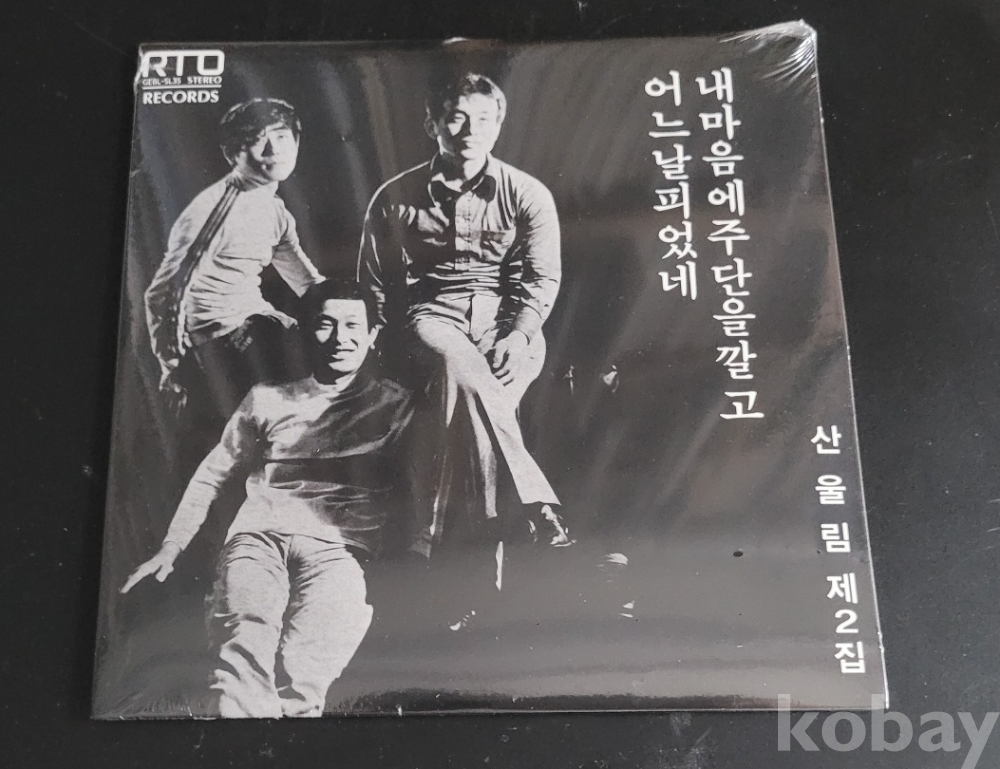 RTO
GEBL-SL35 STEREO
RECORDS
내마음에주단을깔고
어느날피었네
산울림 제2집
kobay